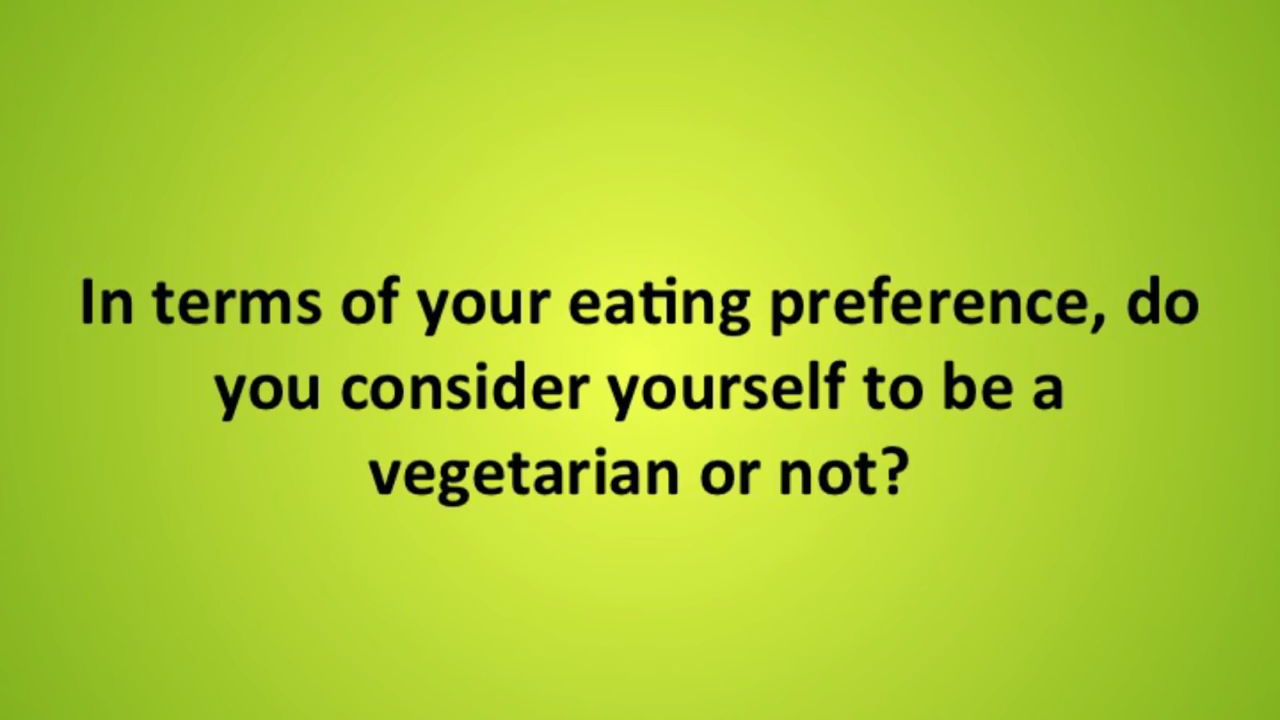 In terms of your eating preference, do
you consider yourself to be a
vegetarian or not?